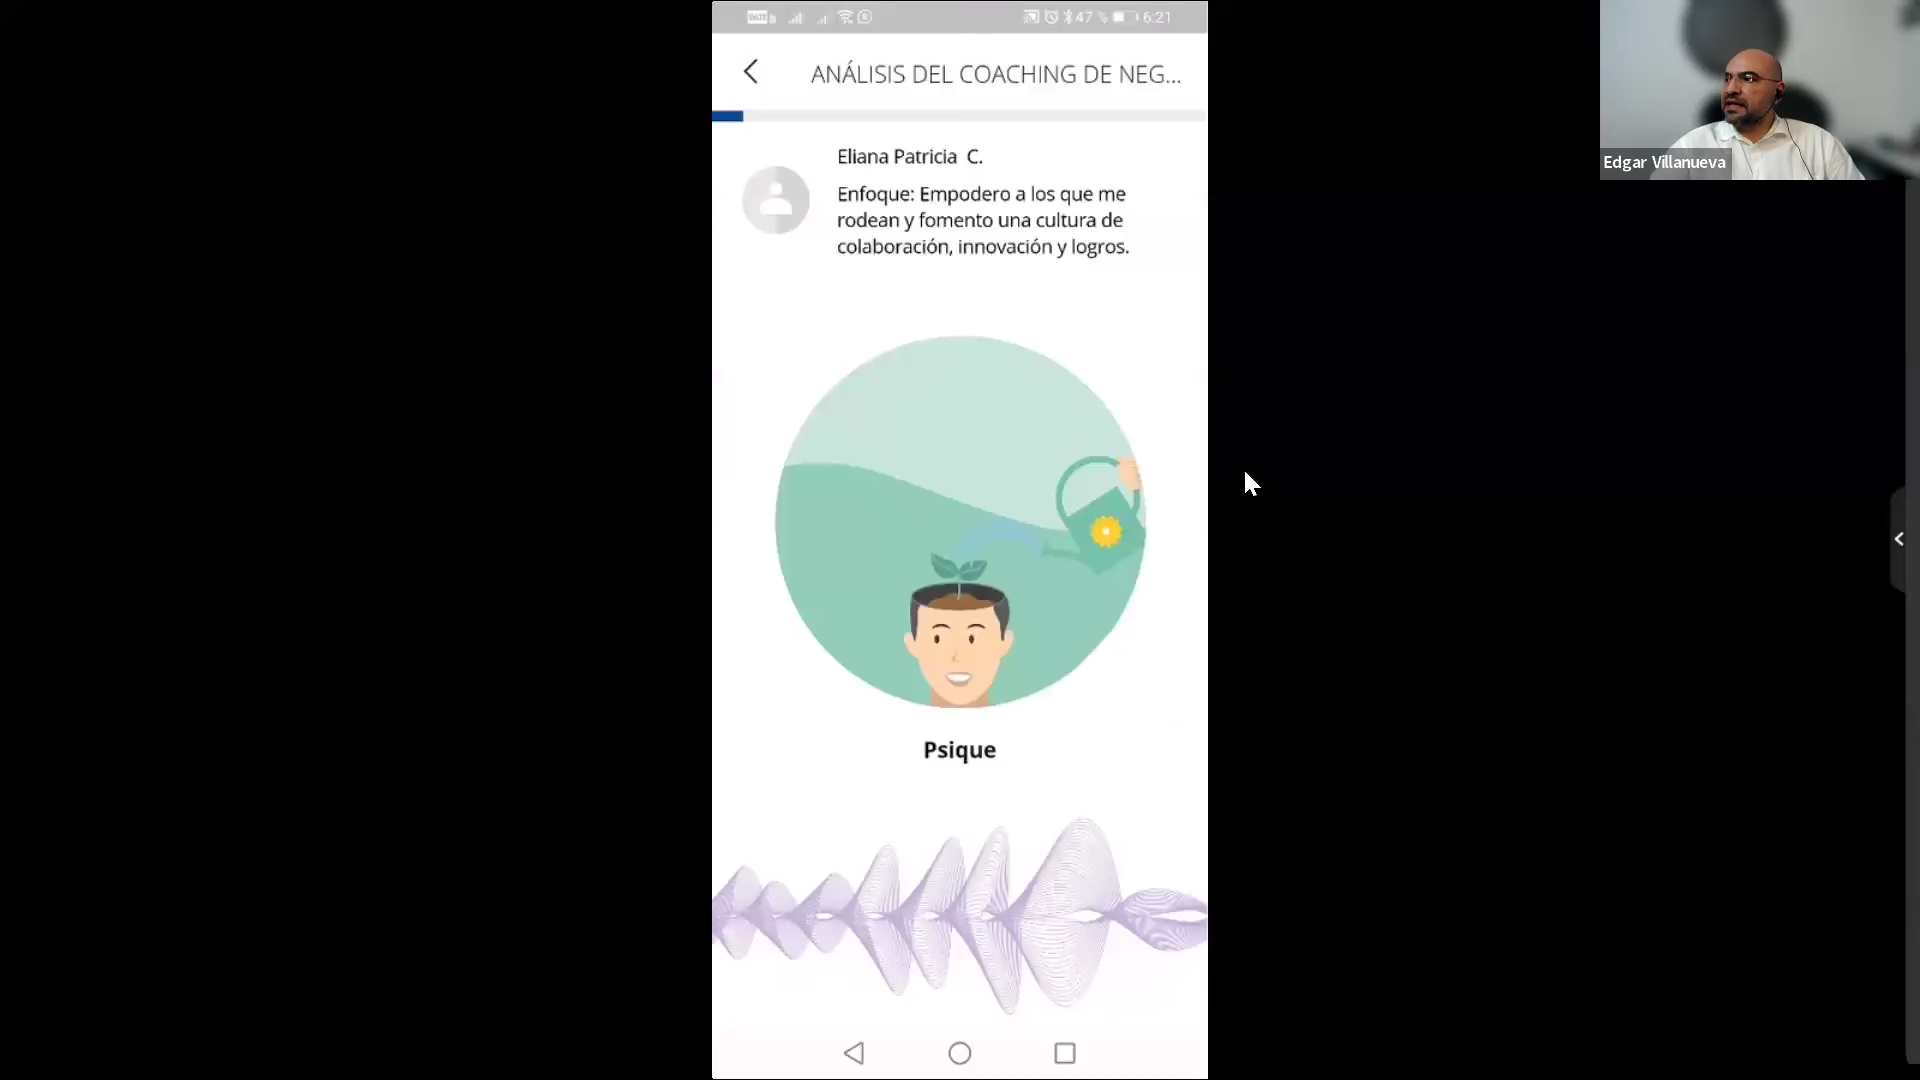 47 % 6:21
ANÁLISIS DEL COACHING DE NEG...
Eliana Patricia C.
Enfoque: Empodero a los que me
rodean y fomento una cultura de
colaboración, innovación y logros.
Psique
Edgar Villanueva